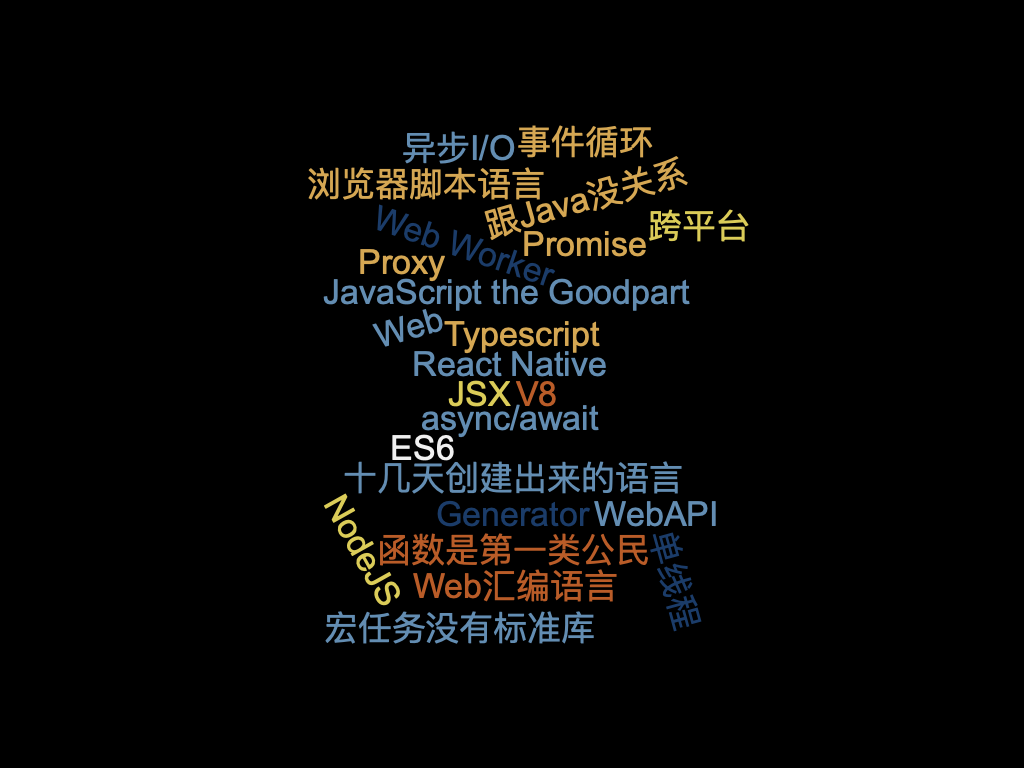 异步I/O 事件循环
浏览器脚本语言
跟Java没关系
跨平台
Web Worker
Promise
Proxy
JavaScript the Goodpart
Web
Typescript
React Native
JSX V8
async/await
ES6
十几天创建出来的语言
NodeJS
Generator WebAPI
函数是第一类公民
单线程
Web汇编语言
宏任务没有标准库